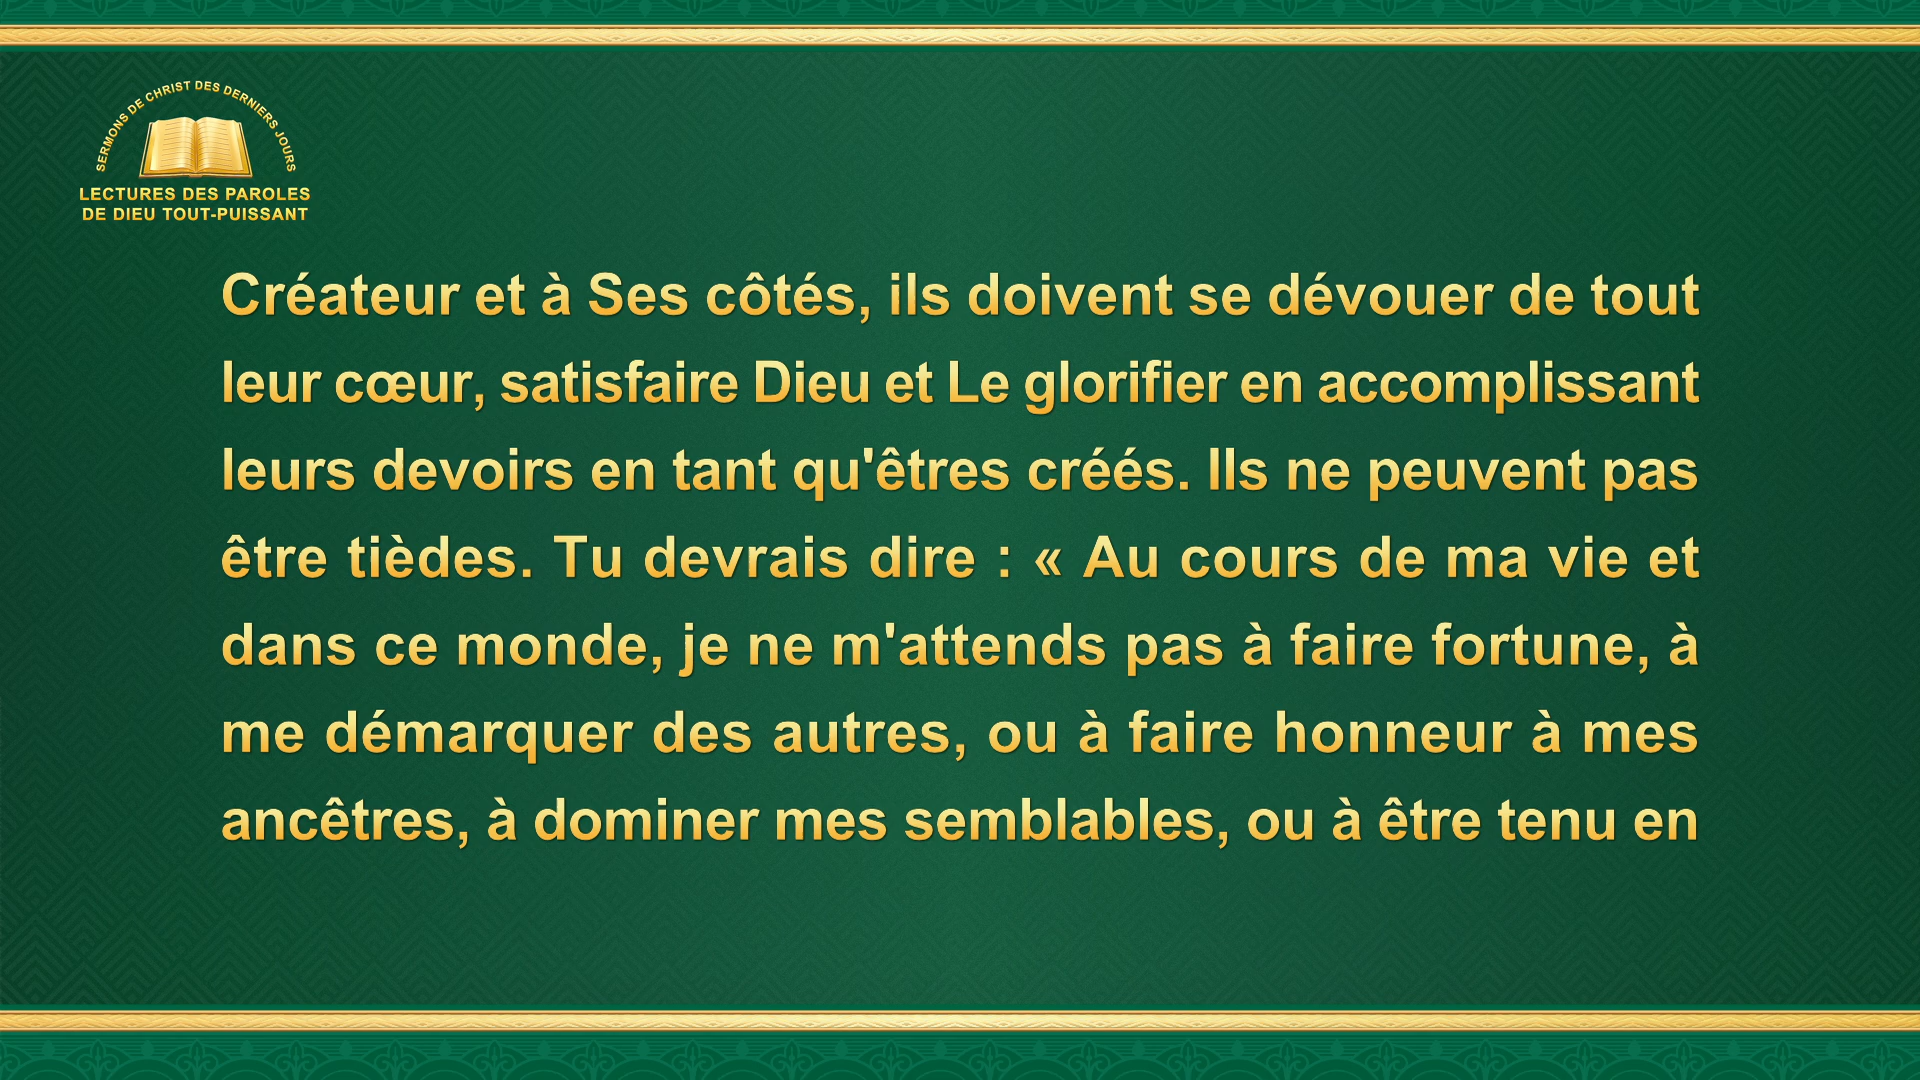 SERMONS DE CHRIST DES DERNIERS JOURS
LECTURES DES PAROLES
DE DIEU TOUT-PUISSANT
Créateur et à Ses côtés, ils doivent se dévouer de tout
leur cœur, satisfaire Dieu et Le glorifier en accomplissant
leurs devoirs en tant qu'êtres créés. Ils ne peuvent pas
être tièdes. Tu devrais dire : « Au cours de ma vie et
dans ce monde, je ne m'attends pas à faire fortune, à
me démarquer des autres, ou à faire honneur à mes
ancêtres, à dominer mes semblables, ou à être tenu en